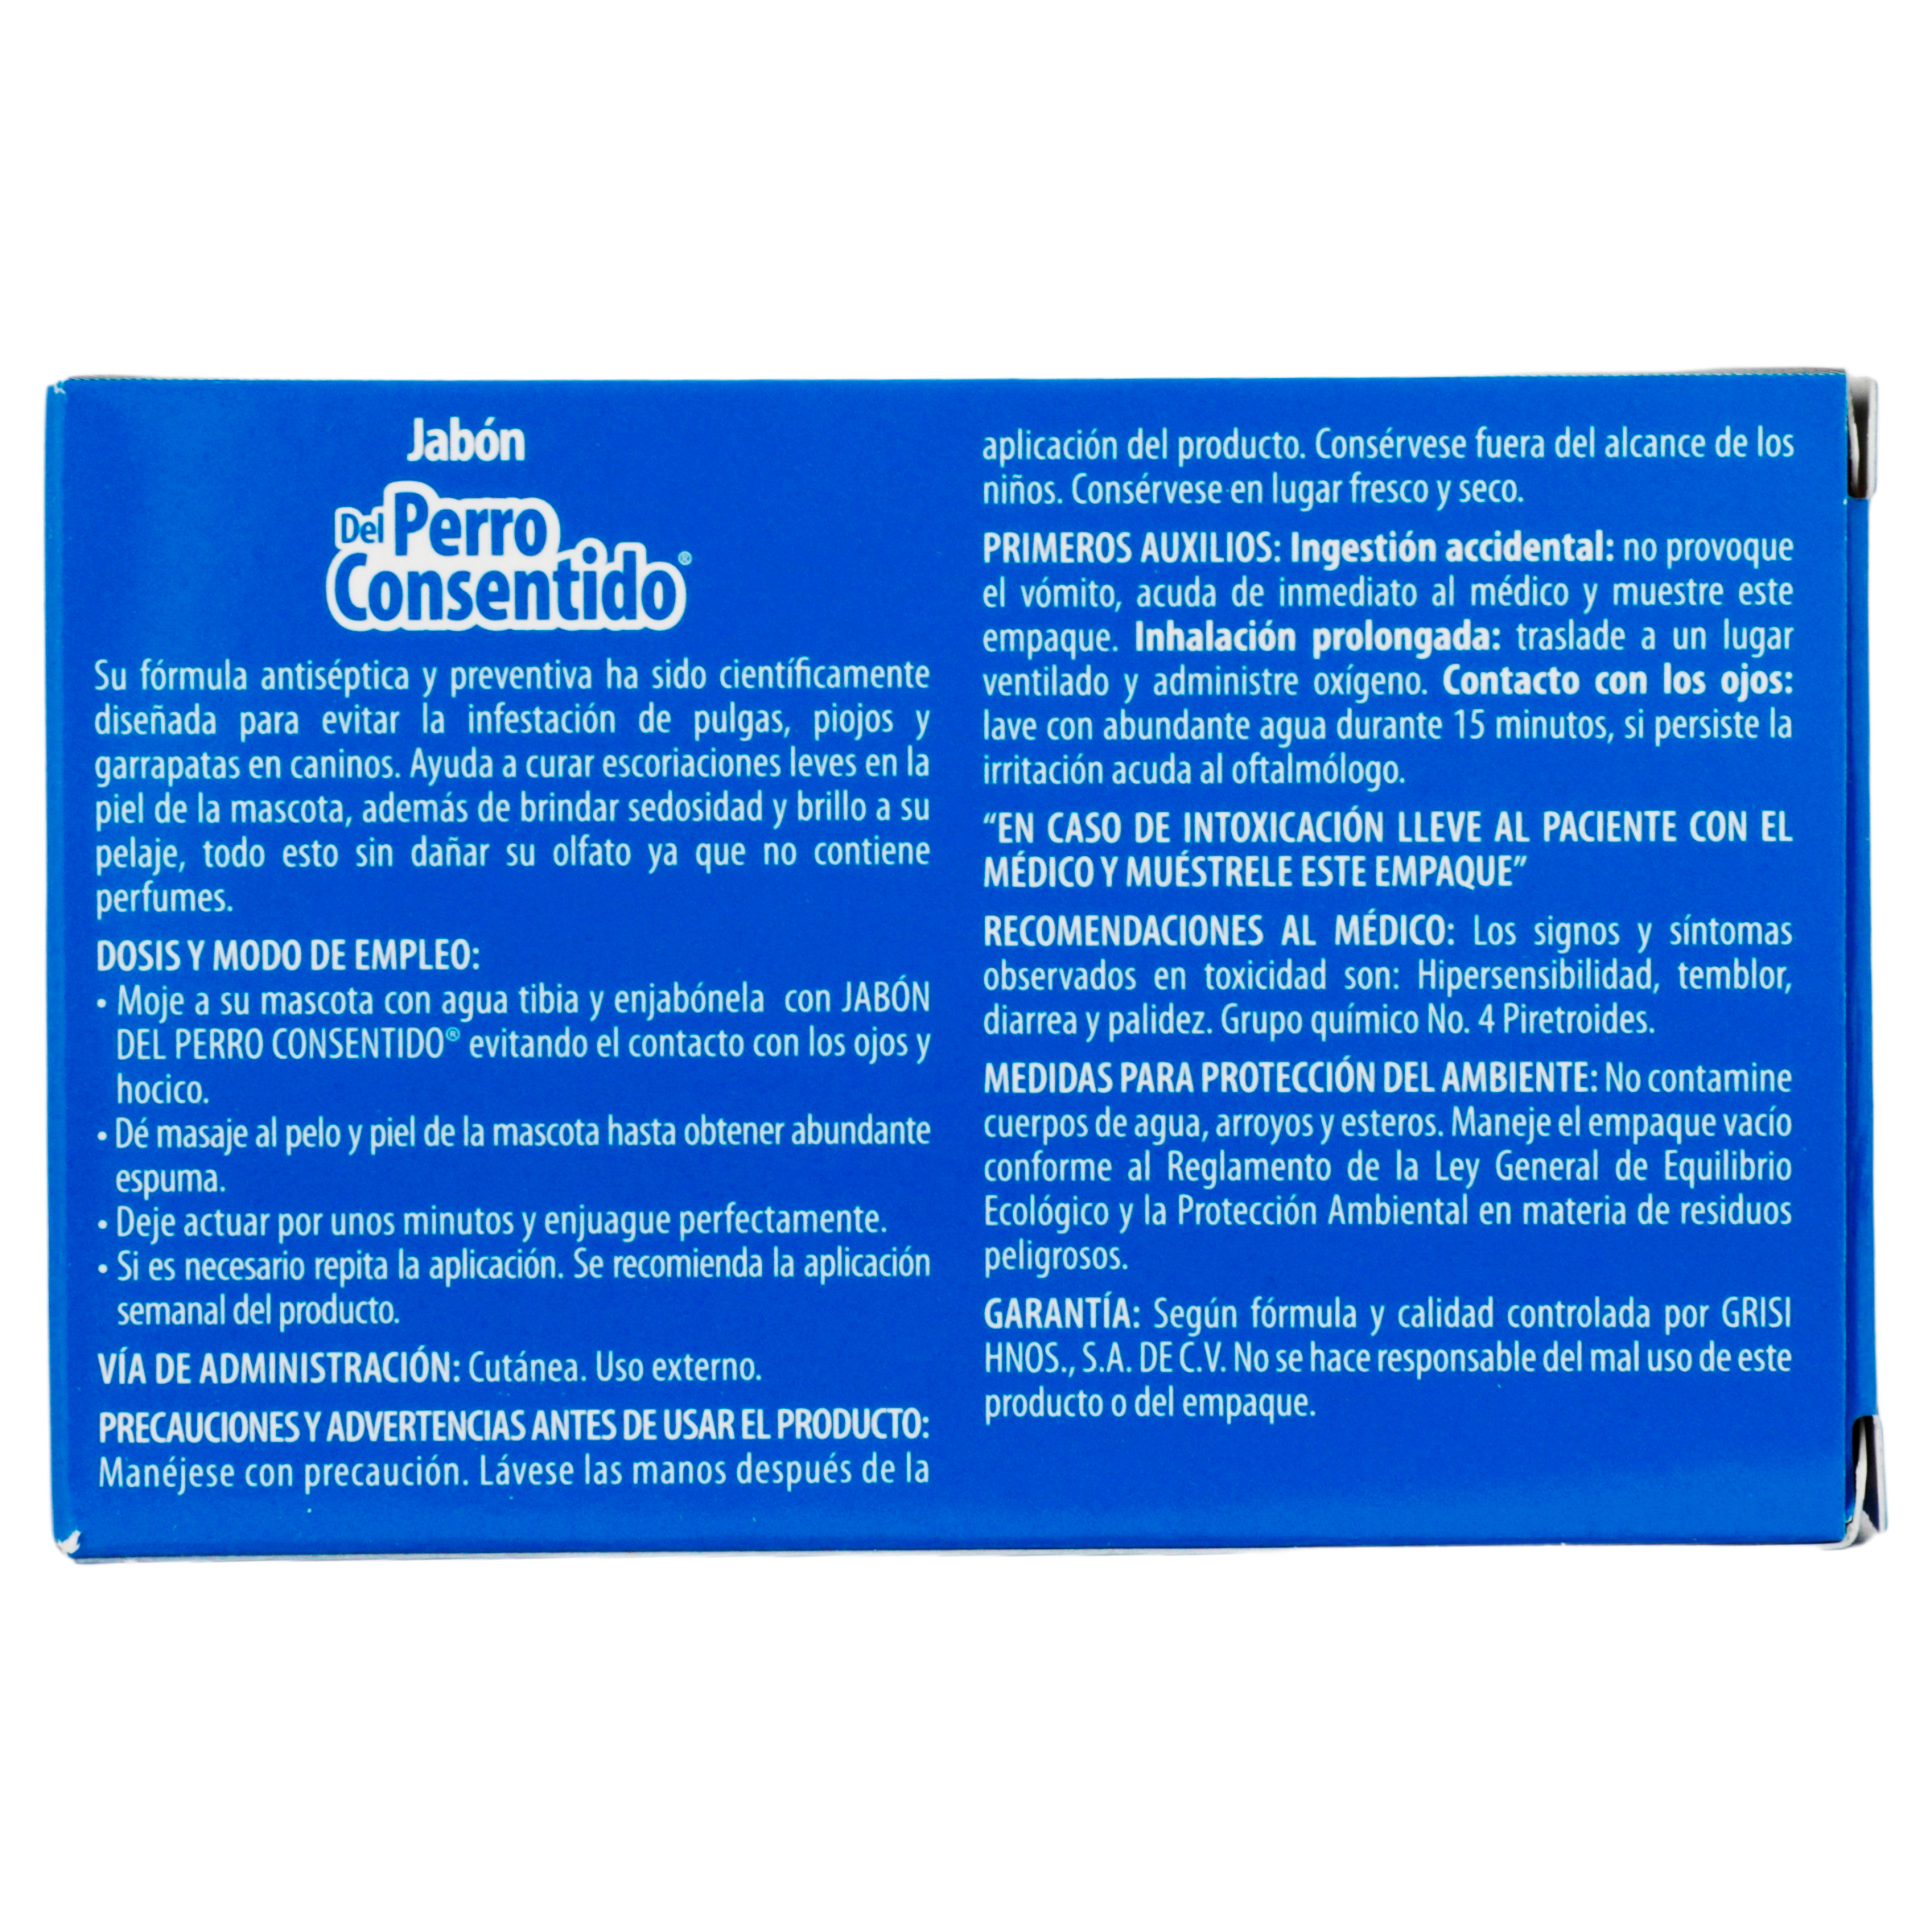 Jabón
Del Perro
Consentido®
Su fórmula antiséptica y preventiva ha sido científicamente
diseñada para evitar la infestación de pulgas, piojos y
garrapatas en caninos. Ayuda a curar escoriaciones leves en la
piel de la mascota, además de brindar sedosidad y brillo a su
pelaje, todo esto sin dañar su olfato ya que no contiene
perfumes.
DOSIS Y MODO DE EMPLEO:
• Moje a su mascota con agua tibia y enjabónela con JABÓN
DEL PERRO CONSENTIDO® evitando el contacto con los ojos y
hocico.
• Dé masaje al pelo y piel de la mascota hasta obtener abundante
espuma.
• Deje actuar por unos minutos y enjuague perfectamente.
• Si es necesario repita la aplicación. Se recomienda la aplicación
semanal del producto.
VÍA DE ADMINISTRACIÓN: Cutánea. Uso externo.
PRECAUCIONES Y ADVERTENCIAS ANTES DE USAR EL PRODUCTO:
Manéjese con precaución. Lávese las manos después de la
aplicación del producto. Consérvese fuera del alcance de los
niños. Consérvese en lugar fresco y seco.
PRIMEROS AUXILIOS: Ingestión accidental: no provoque
el vómito, acuda de inmediato al médico y muestre este
empaque. Inhalación prolongada: traslade a un lugar
ventilado y administre oxígeno. Contacto con los ojos:
lave con abundante agua durante 15 minutos, si persiste la
irritación acuda al oftalmólogo.
“EN CASO DE INTOXICACIÓN LLEVE AL PACIENTE CON EL
MÉDICO Y MUÉSTRELE ESTE EMPAQUE”
RECOMENDACIONES AL MÉDICO: Los signos y síntomas
observados en toxicidad son: Hipersensibilidad, temblor,
diarrea y palidez. Grupo químico No. 4 Piretroides.
MEDIDAS PARA PROTECCIÓN DEL AMBIENTE: No contamine
cuerpos de agua, arroyos y esteros. Maneje el empaque vacío
conforme al Reglamento de la Ley General de Equilibrio
Ecológico y la Protección Ambiental en materia de residuos
peligrosos.
GARANTÍA: Según fórmula y calidad controlada por GRISI
HNOS., S.A. DE C.V. No se hace responsable del mal uso de este
producto o del empaque.